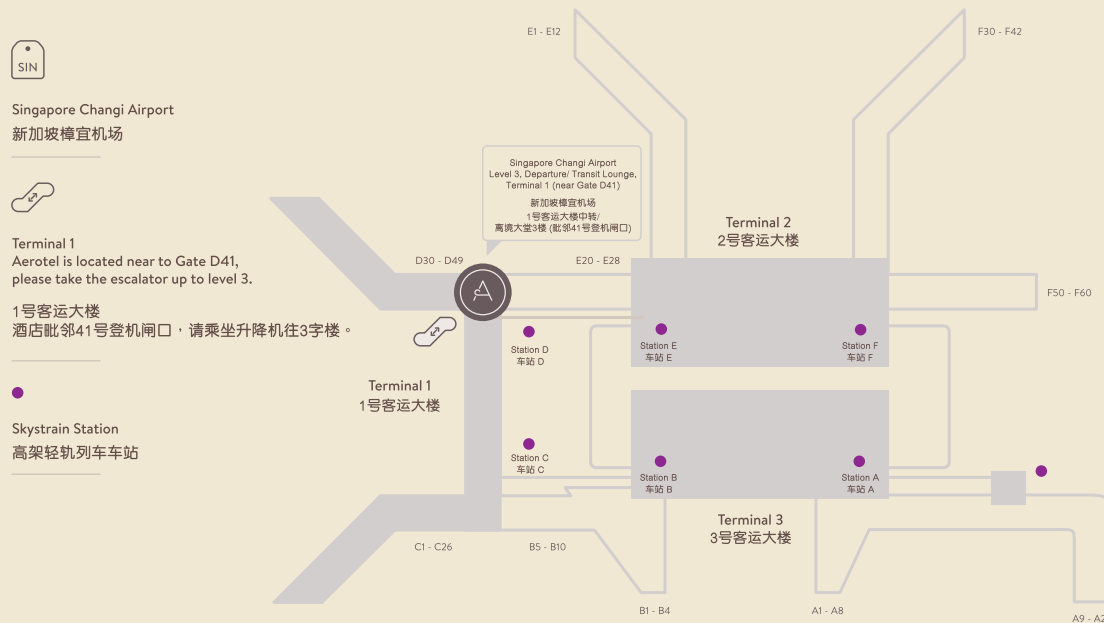 SIN
Singapore Changi Airport
新加坡樟宜机场
Terminal 1
Aerotel is located near to Gate D41,
please take the escalator up to level 3.
1号客运大楼
酒店毗邻41号登机闸口，请乘坐升降机往3字楼。
Skystrain Station
高架轻轨列车车站
E1 - E12
F30 - F42
Singapore Changi Airport
Level 3, Departure/ Transit Lounge,
Terminal 1 (near Gate D41)
新加坡樟宜机场
1号客运大楼中转/
离境大堂3楼 (毗邻41号登机闸口)
Terminal 2
2号客运大楼
D30 - D49
E20 - E28
F50 - F60
Station D
车站 D
Station E
车站 E
Station F
车站 F
Terminal 1
1号客运大楼
Station C
车站 C
Station B
车站 B
Station A
车站 A
Terminal 3
3号客运大楼
C1 - C26
B5 - B10
B1 - B4
A1 - A8
A9 - A2